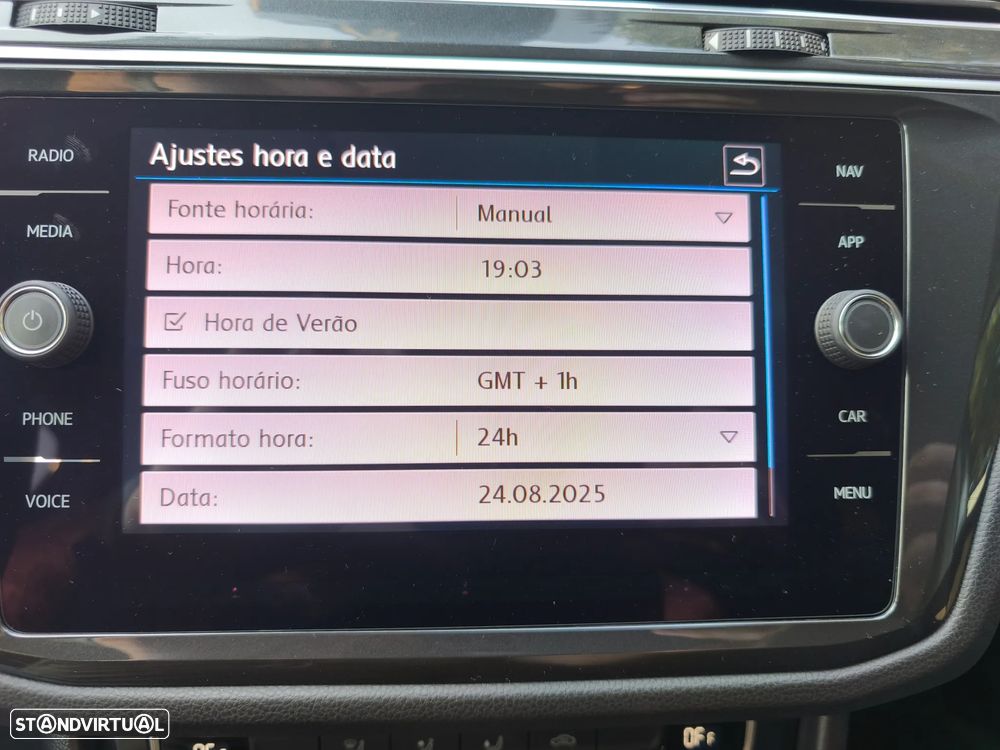 RADIO
MEDIA
PHONE
VOICE
Ajustes hora e data
Fonte horária: Manual
Hora: 19:03
Hora de Verão
Fuso horário: GMT + 1h
Formato hora: 24h
Data: 24.08.2025
NAV
APP
CAR
MENU
STANDVIRTUAL